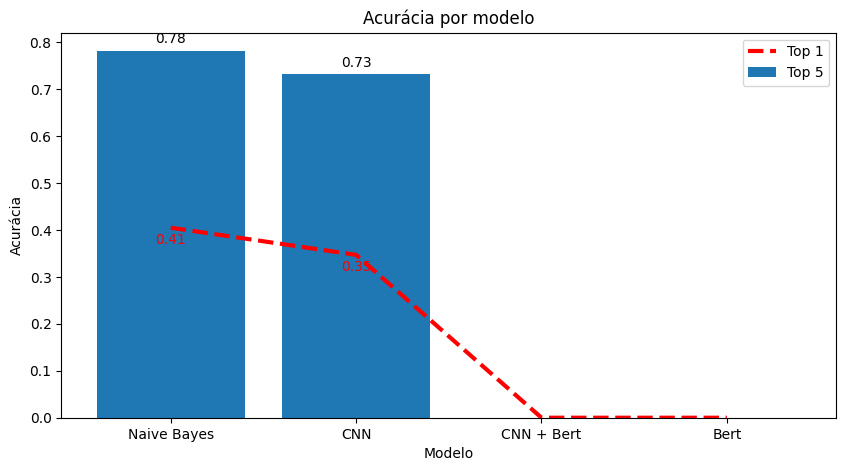 Acurácia por modelo
Acurácia
0.8
0.7
0.6
0.5
0.4
0.3
0.2
0.1
0.0
0.78
0.73
0.41
0.35
Top 1
Top 5
Naive Bayes
CNN
CNN + Bert
Bert
Modelo